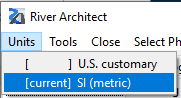 River Architect
Units Tools Close Select Ph
[ ] U.S. customary
[current] SI (metric)